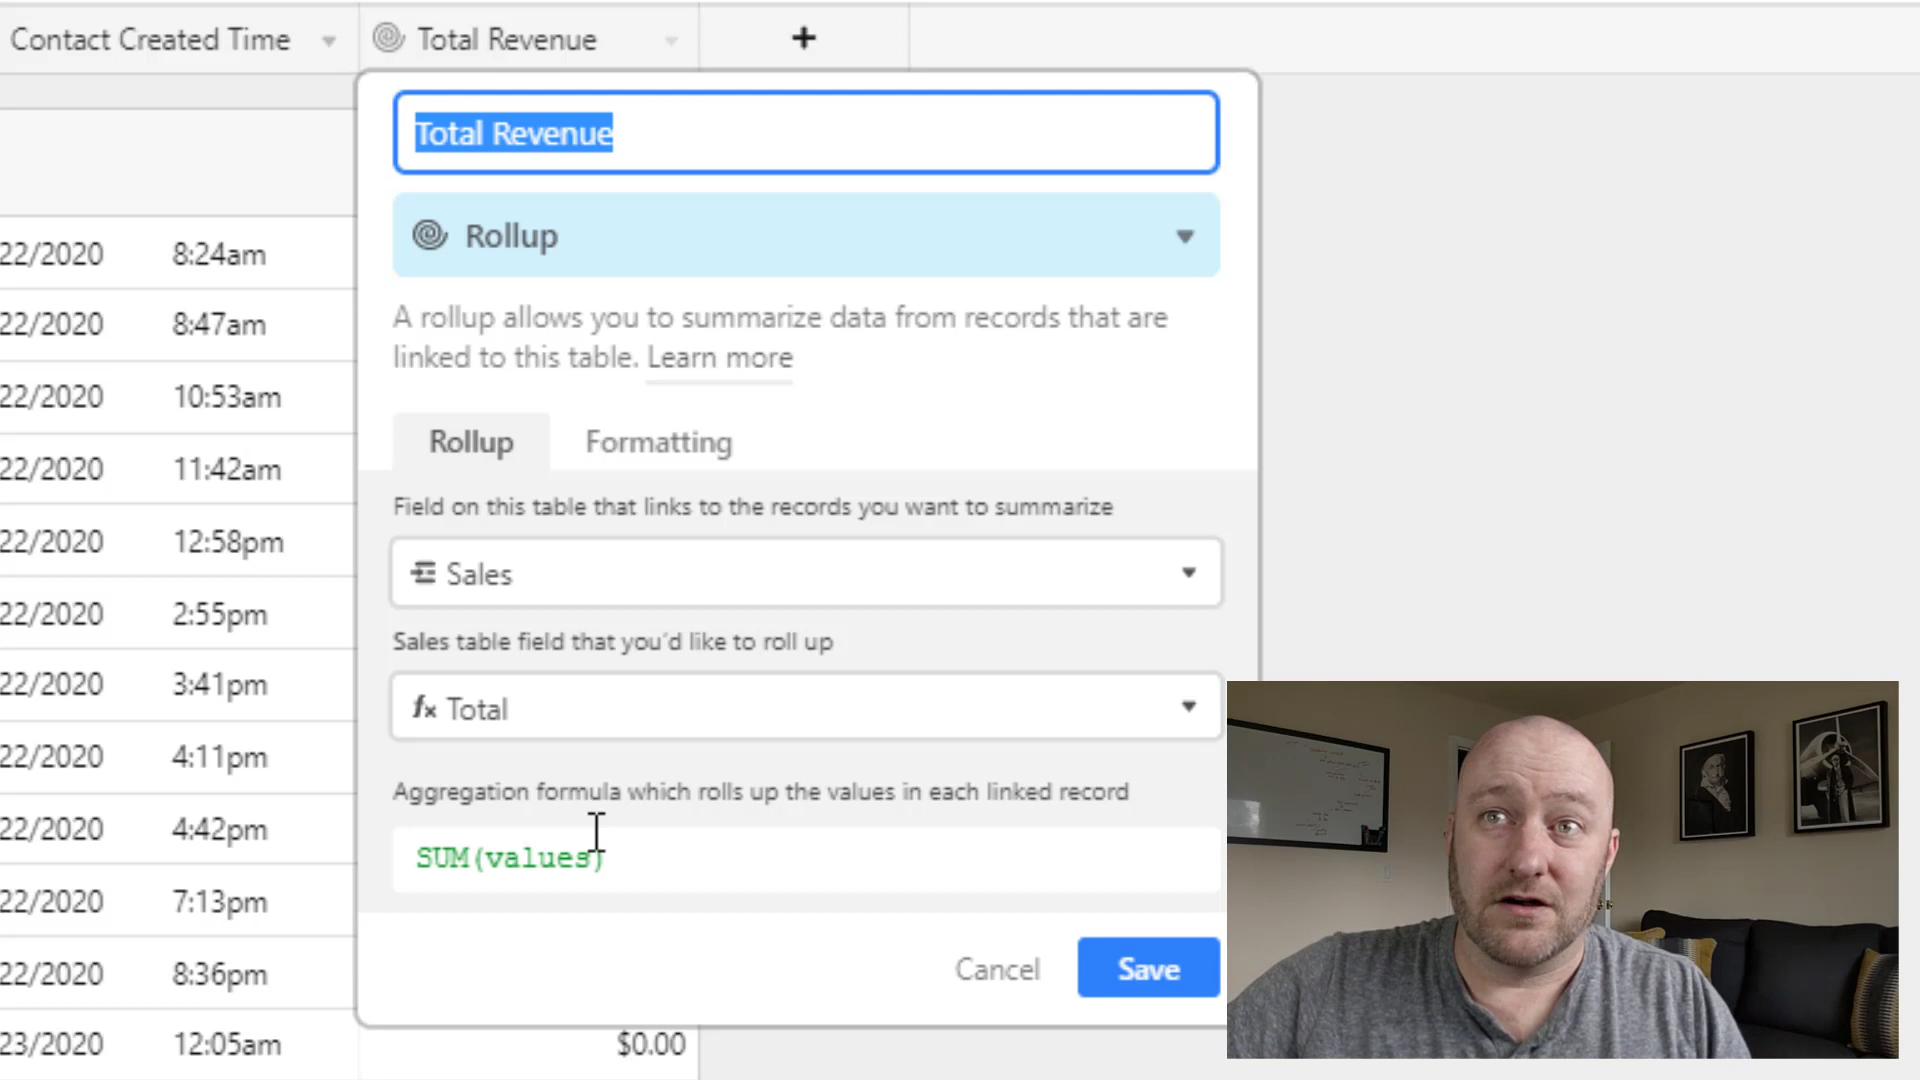 Contact Created Time
Total Revenue
+
Total Revenue
Rollup
A rollup allows you to summarize data from records that are
linked to this table. Learn more
Rollup
Formatting
Field on this table that links to the records you want to summarize
Sales
Sales table field that you'd like to roll up
fx Total
Aggregation formula which rolls up the values in each linked record
SUM(values)
Cancel
Save
22/2020 8:24am
22/2020 8:47am
22/2020 10:53am
22/2020 11:42am
22/2020 12:58pm
22/2020 2:55pm
22/2020 3:41pm
22/2020 4:11pm
22/2020 4:42pm
22/2020 7:13pm
22/2020 8:36pm
23/2020 12:05am
$0.00